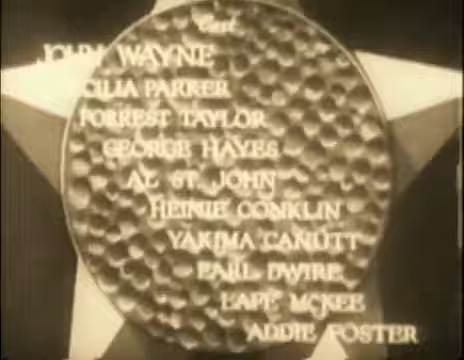 Cast
JOHN WAYNE
CILIA PARKER
FORREST TAYLOR
GEORGE HAYES
AL ST. JOHN
HEINIE CONKLIN
YAKIMA CANUTT
EARL DWIRE
LAFE MCKEE
ADDIE FOSTER